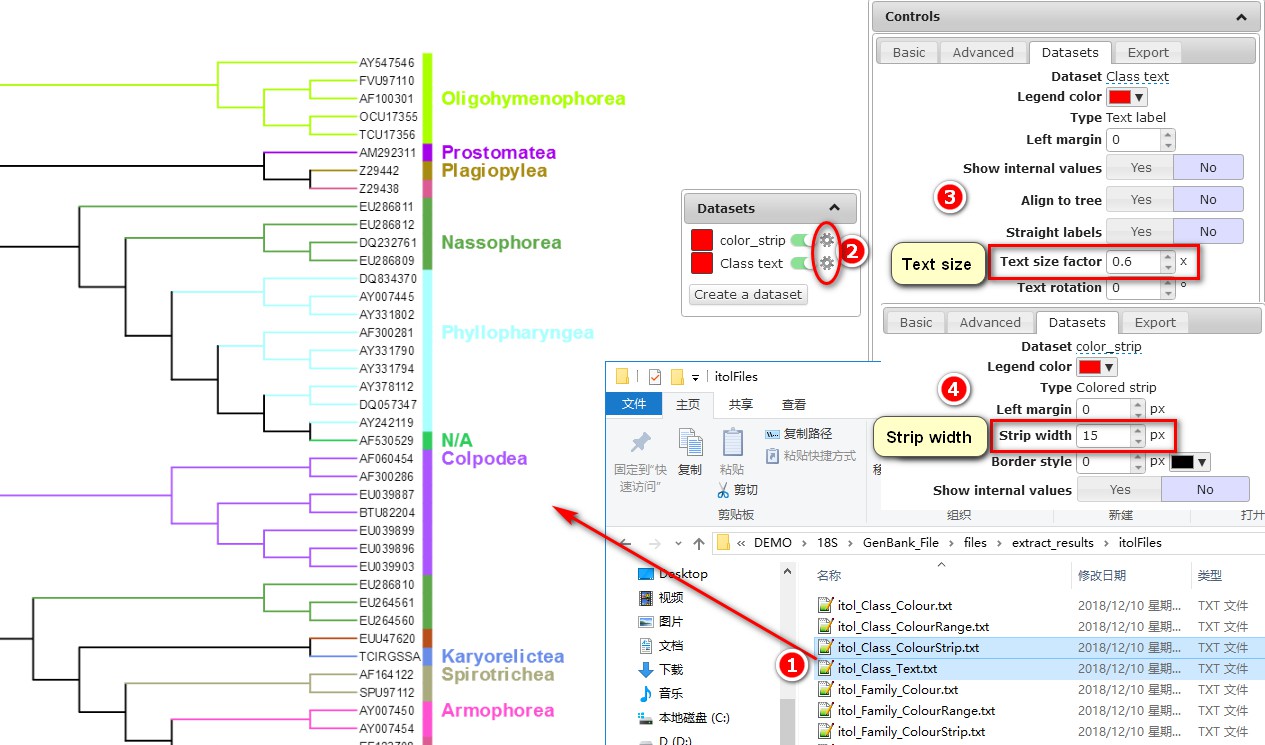 AY547546
FVU97110
AF100301
OCU17355
TCU17356
AM292311
Z29442
Z29438
EU286811
EU286812
DQ232761
EU286809
DQ834370
AY007445
AY331802
AF300281
AY331790
AY331794
AY378112
DQ057347
AY242119
AF530529
AF060454
AF300286
EU039887
BTU82204
EU039899
EU039896
EU039903
EU286810
EU264561
EU264560
EUU47620
TCIRGSSA
AF164122
SPU97112
AY007450
AY007454
Oligohymenophorea
Prostomatea
Plagiopylea
Nassophorea
Phyllopharyngea
N/A
Colpodea
Karyorelictea
Spirotrichea
Armophorea
Datasets
color_strip
Class text
Create a dataset
2
Controls
Basic Advanced Datasets Export
Dataset Class text
Legend color
Type Text label
Left margin 0
Show internal values Yes No
3
Align to tree Yes No
Straight labels Yes No
Text size
Text size factor 0.6 x
Text rotation 0 °
Basic Advanced Datasets Export
Dataset color_strip
Legend color
Type Colored strip
4
Left margin 0 px
Strip width
Strip width 15 px
Border style 0 px
Show internal values Yes No
itolFiles
文件 主页 共享 查看
固定到"快
速访问"
复制
粘贴
复制路径
粘贴快捷方式
剪切
剪贴板
组织
新建
« DEMO › 18S › GenBank_File › files › extract_results › itolFiles
Desktop
视频
图片
文档
下载
音乐
本地磁盘 (C:)
D (D:)
名称 修改日期 类型
itol_Class_Colour.txt 2018/12/10 星期... TXT 文件
itol_Class_ColourRange.txt 2018/12/10 星期... TXT 文件
itol_Class_ColourStrip.txt 2018/12/10 星期... TXT 文件
1
itol_Class_Text.txt 2018/12/10 星期... TXT 文件
itol_Family_Colour.txt 2018/12/10 星期... TXT 文件
itol_Family_ColourRange.txt 2018/12/10 星期... TXT 文件
itol_Family_ColourStrip.txt 2018/12/10 星期... TXT 文件